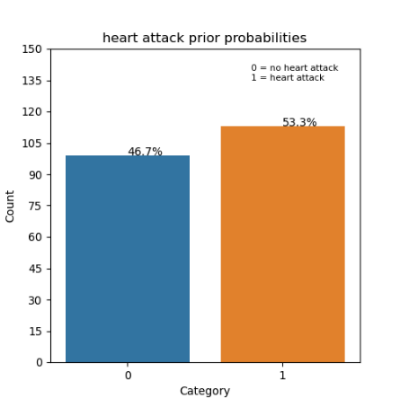 heart attack prior probabilities
150
0 = no heart attack
1 = heart attack
135
120
53.3%
105
46.7%
90
75
60
45
30
15
0
Count
0 1
Category